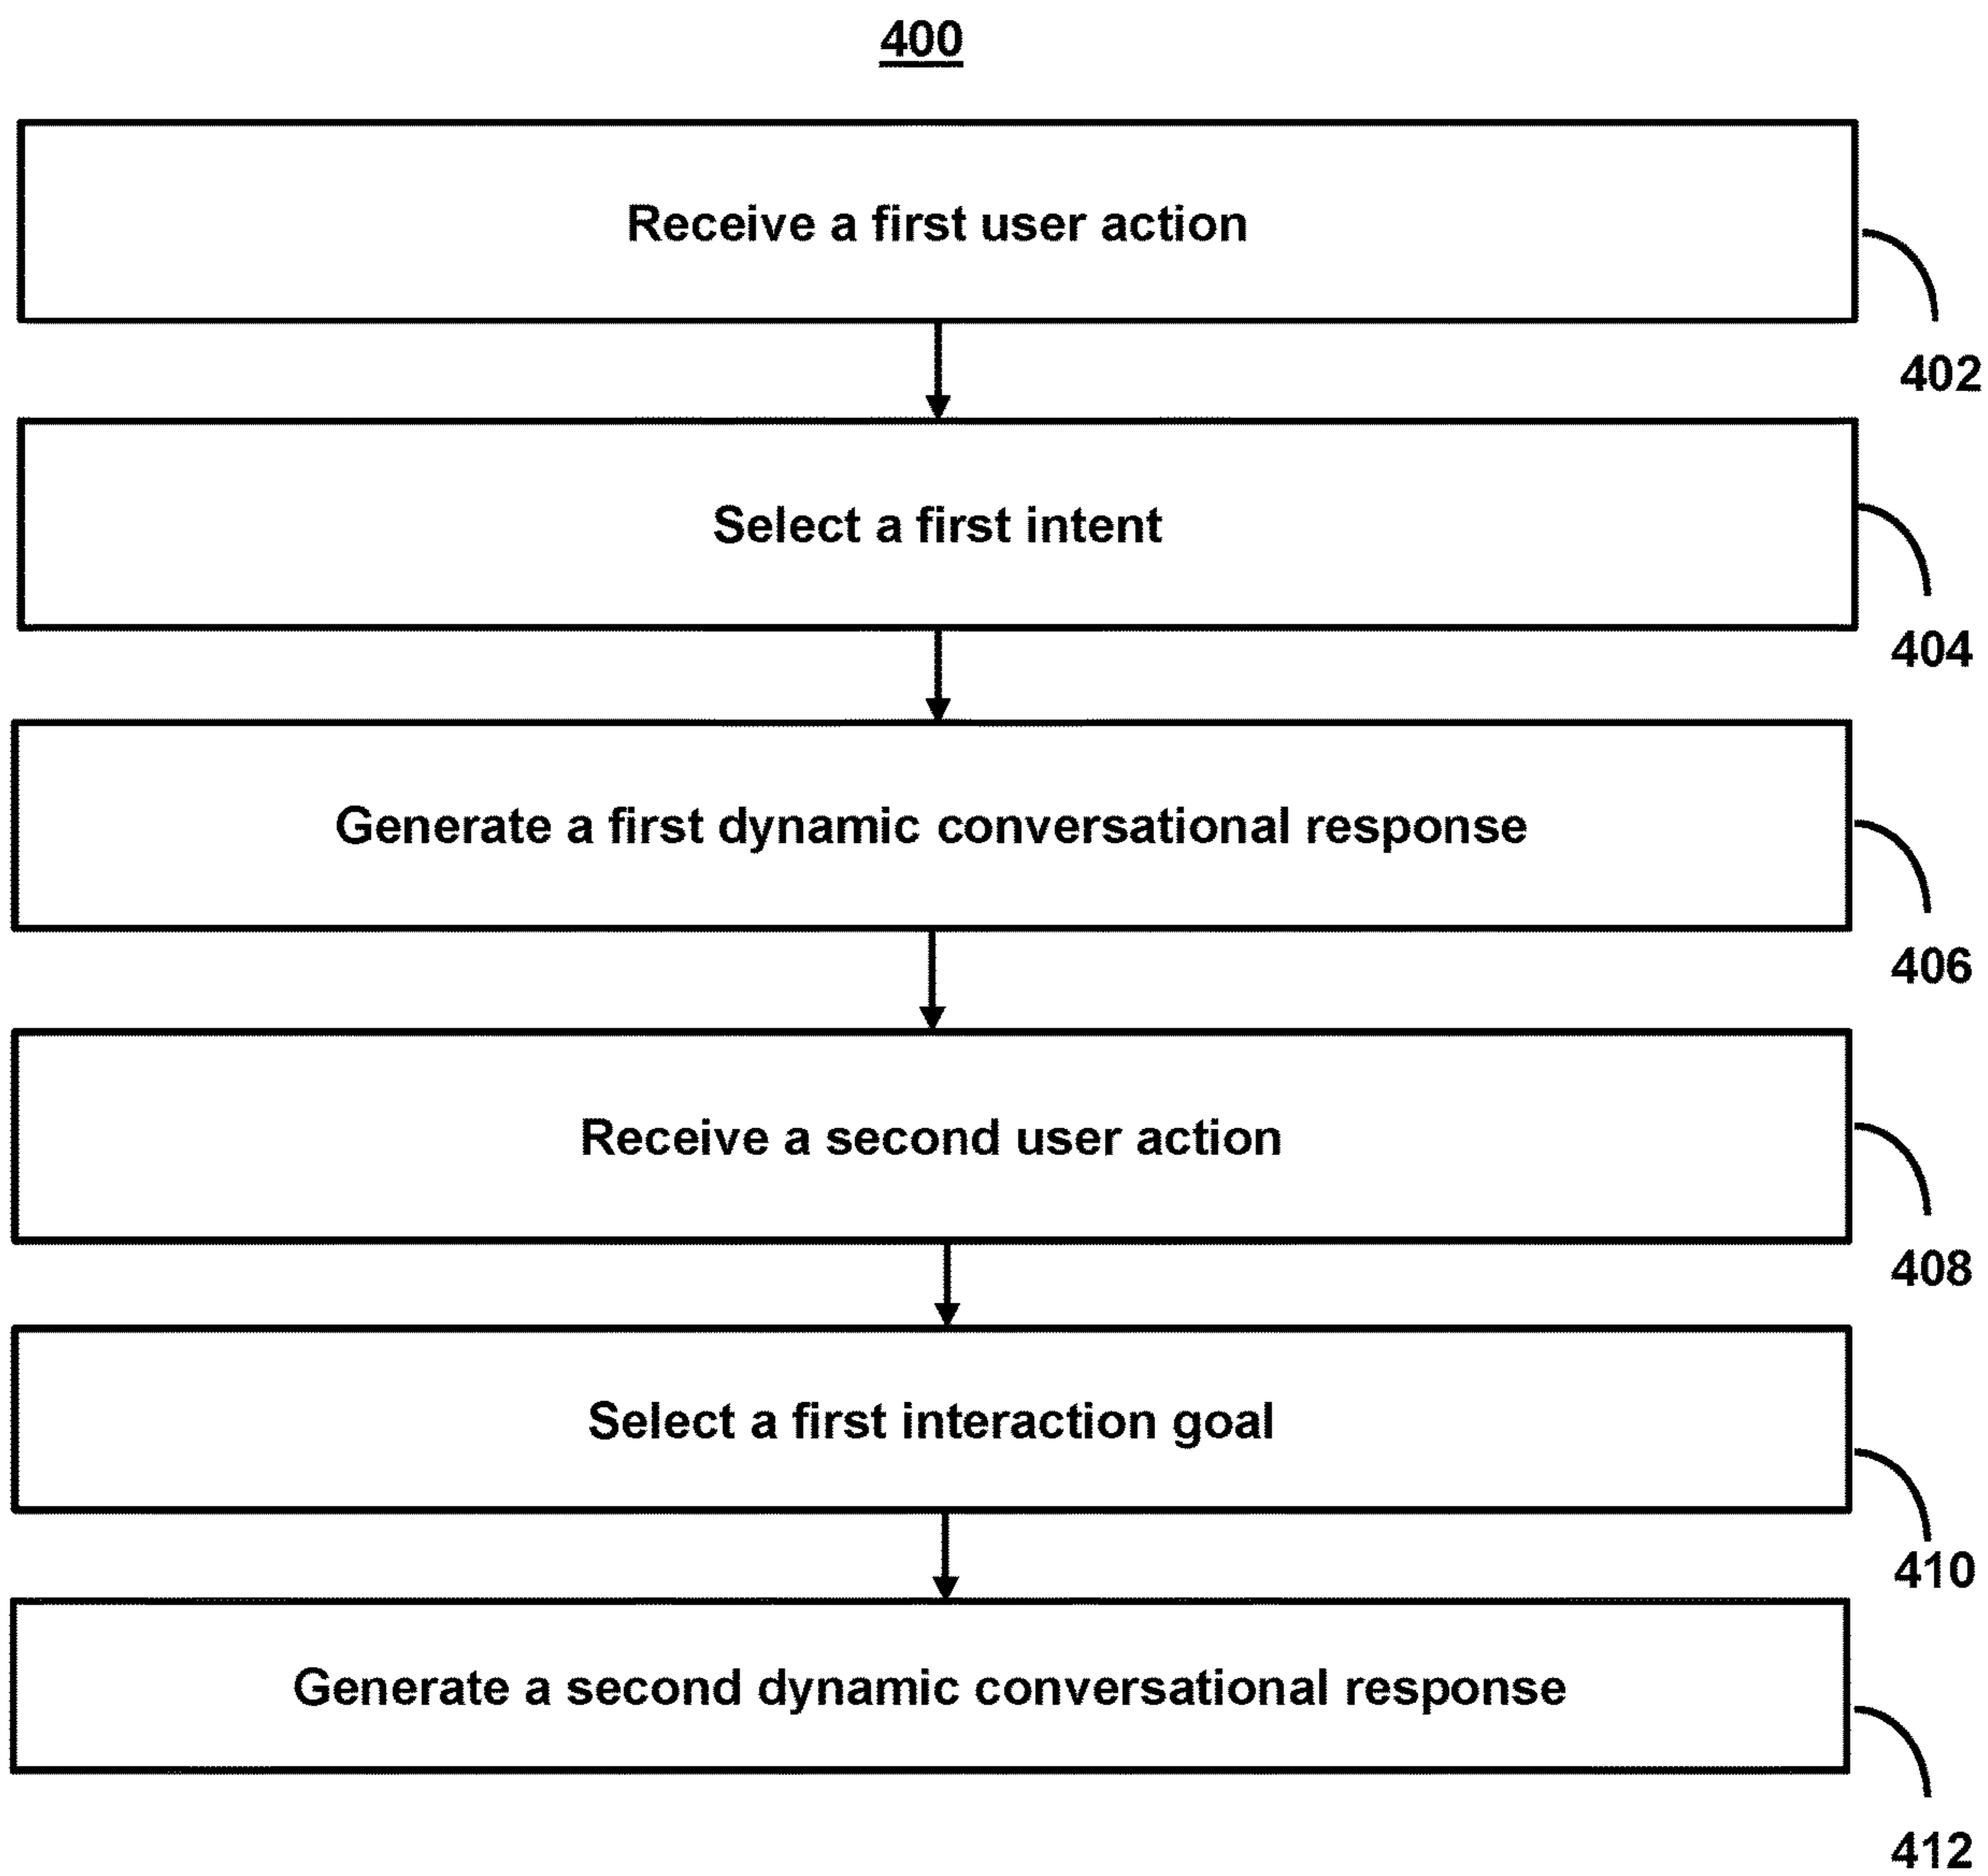 400
Receive a first user action
402
Select a first intent
404
Generate a first dynamic conversational response
406
Receive a second user action
408
Select a first interaction goal
410
Generate a second dynamic conversational response
412